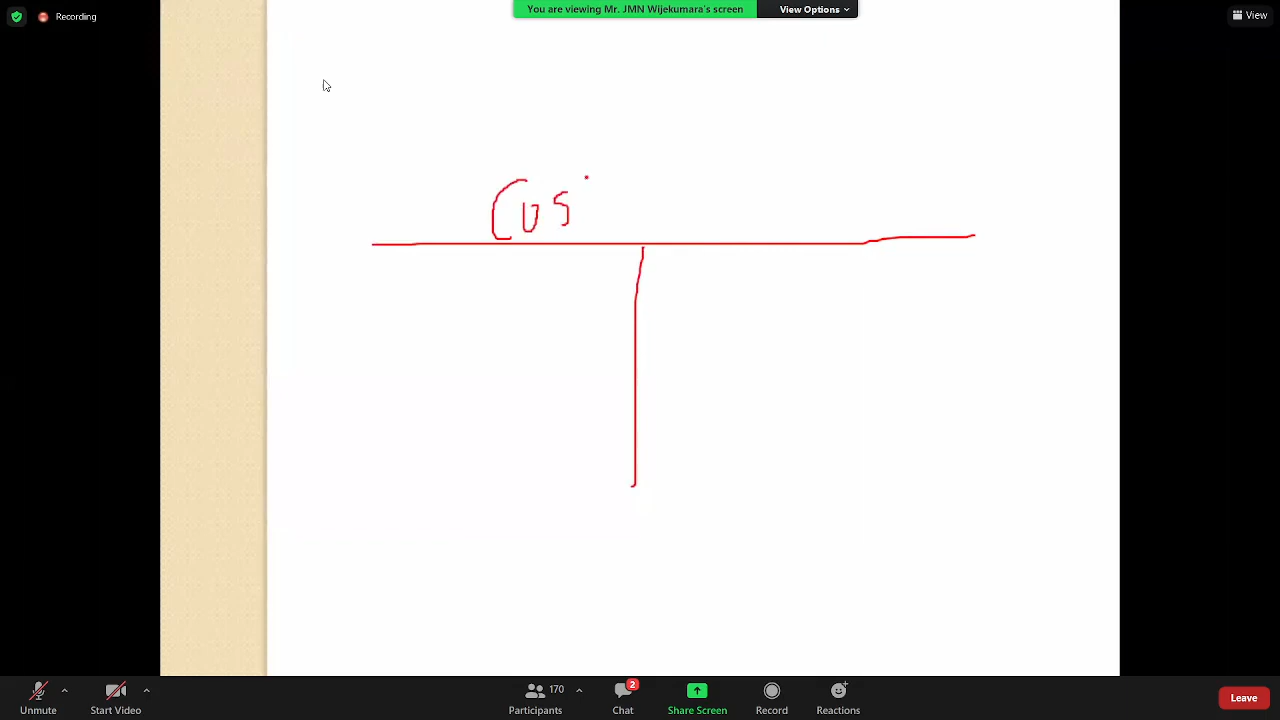 Recording
You are viewing Mr. JMN Wijekumara's screen
View Options
View
Cus
Unmute
Start Video
170
Participants
2
Chat
Share Screen
Record
Reactions
Leave